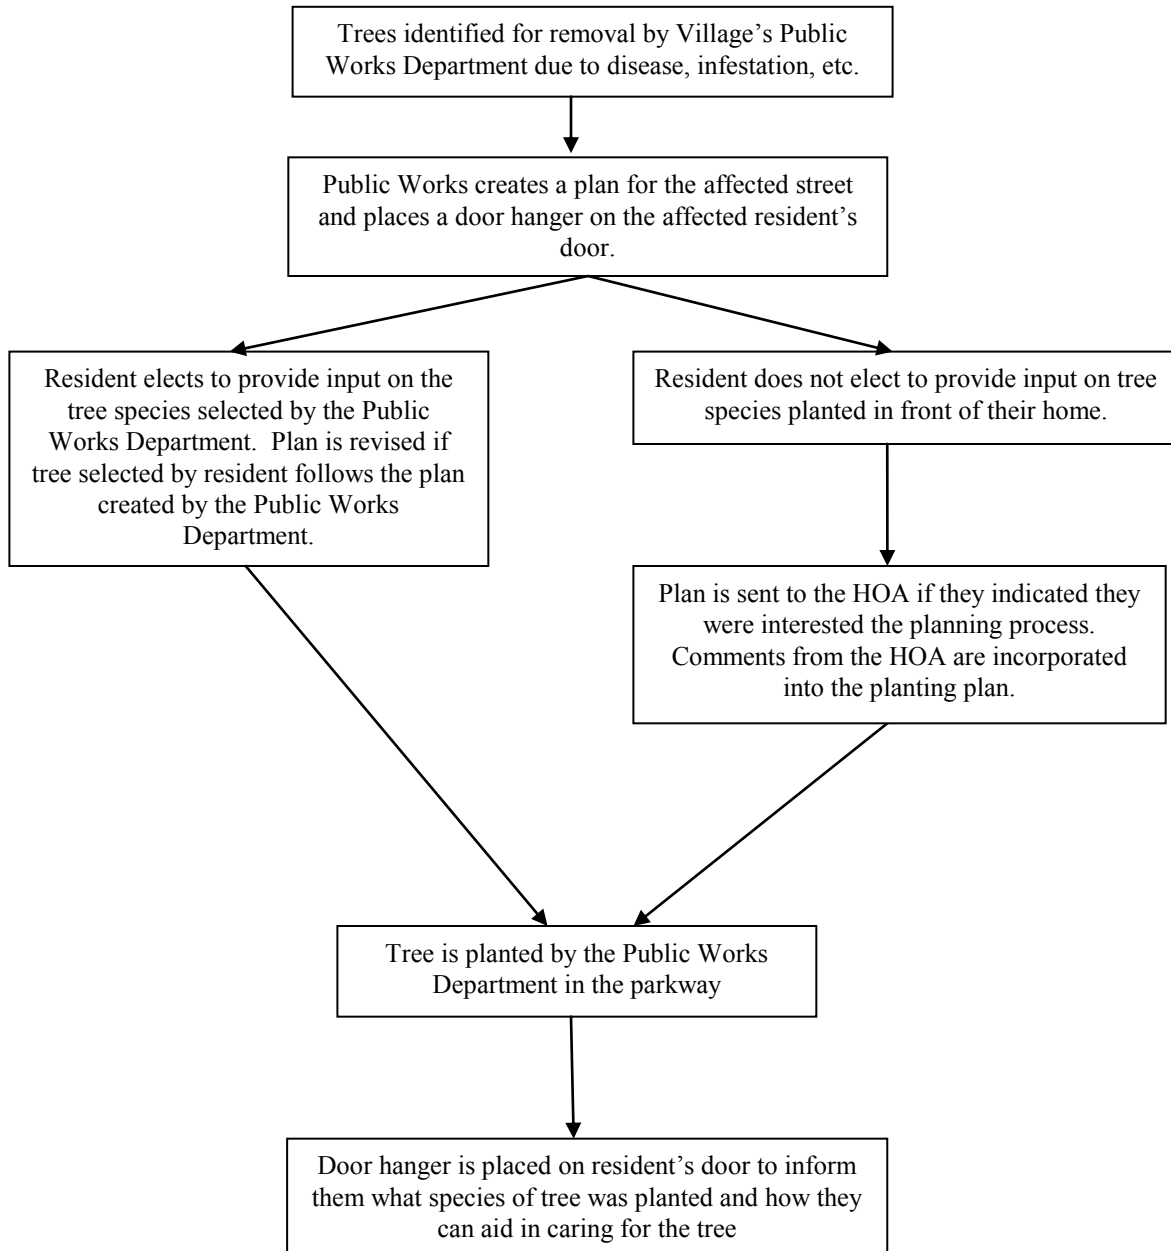 Trees identified for removal by Village’s Public
Works Department due to disease, infestation, etc.
Public Works creates a plan for the affected street
and places a door hanger on the affected resident’s
door.
Resident elects to provide input on the
tree species selected by the Public
Works Department.  Plan is revised if
tree selected by resident follows the plan
created by the Public Works
Department.
Resident does not elect to provide input on tree
species planted in front of their home.
Plan is sent to the HOA if they indicated they
were interested the planning process.
Comments from the HOA are incorporated
into the planting plan.
Tree is planted by the Public Works
Department in the parkway
Door hanger is placed on resident’s door to inform
them what species of tree was planted and how they
can aid in caring for the tree